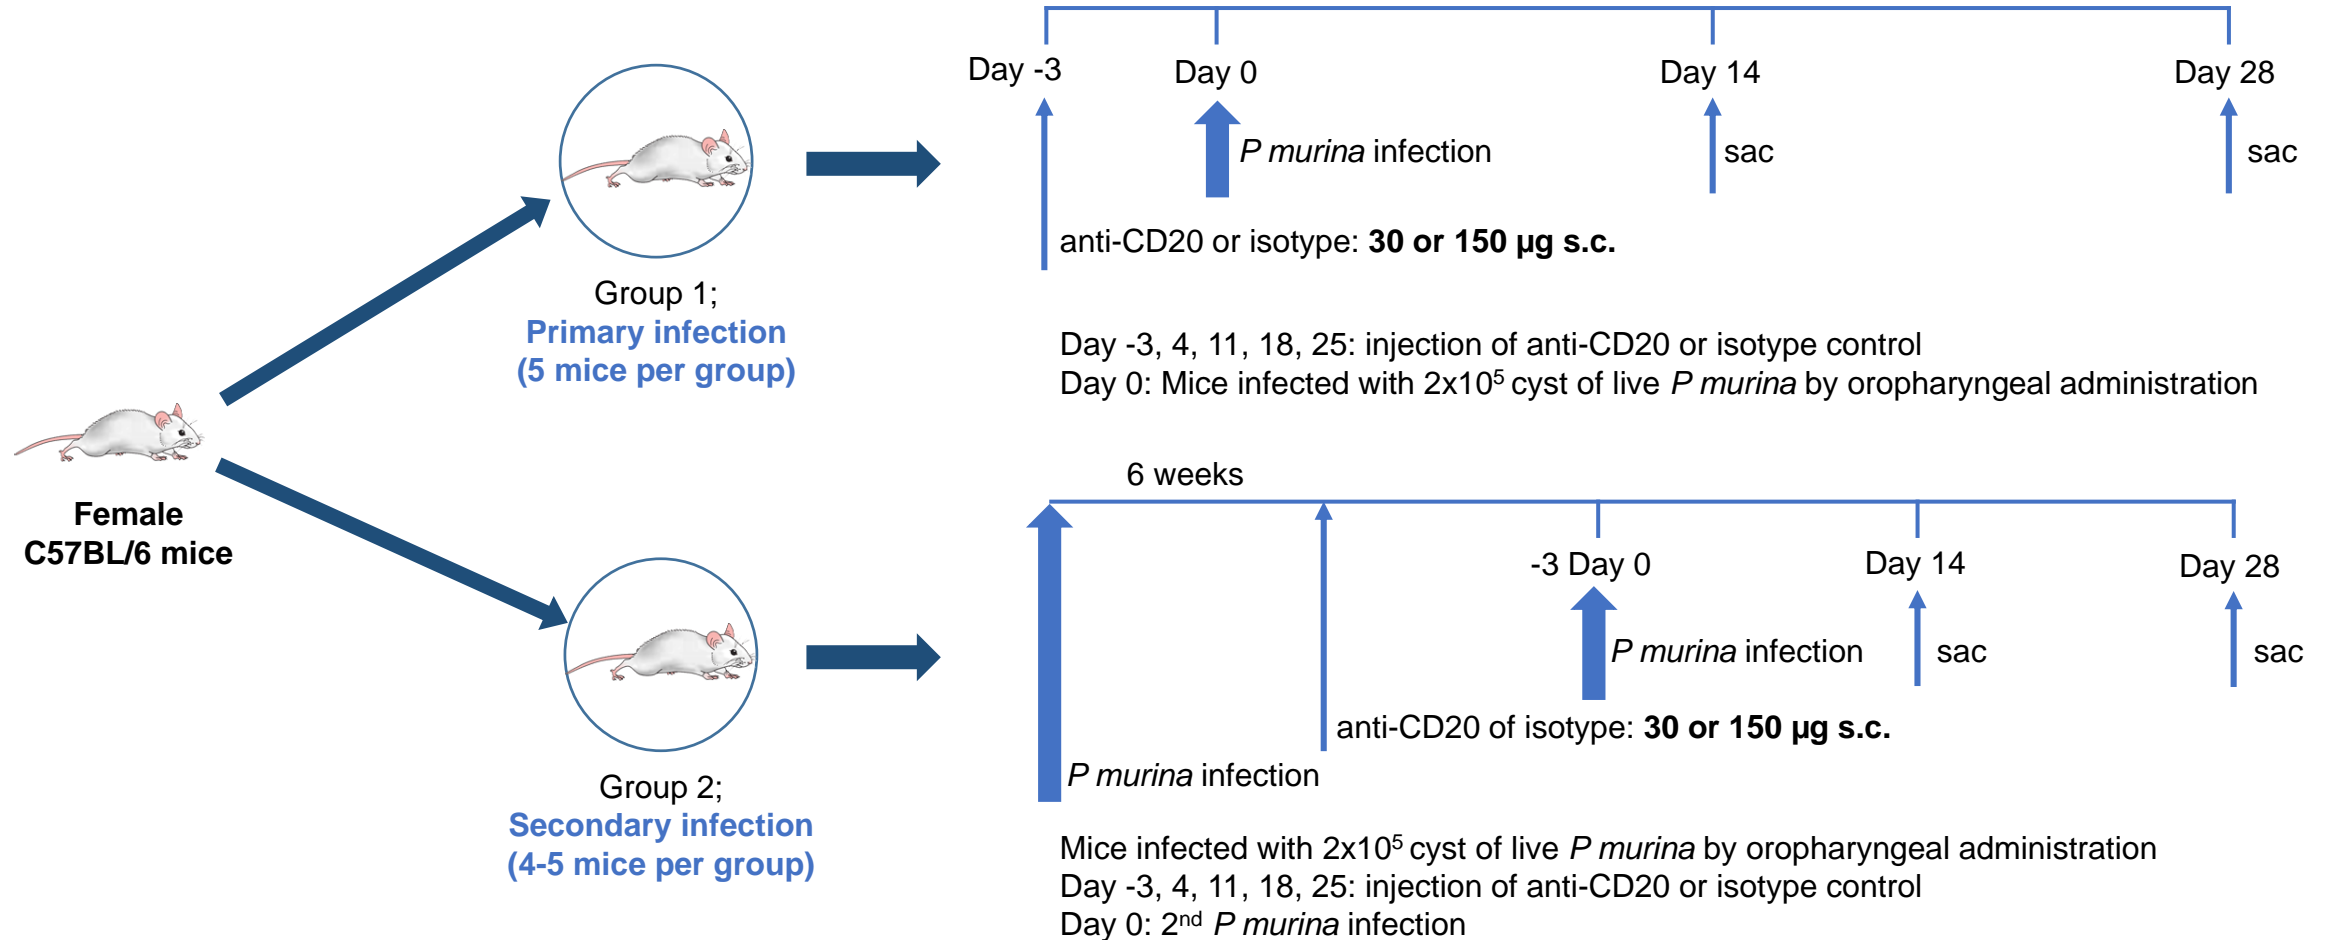 Day -3
Day 0
Day 14
Day 28
P murina infection
sac
sac
anti-CD20 or isotype: 30 or 150 µg s.c.
Group 1;
Primary infection
(5 mice per group)
Day -3, 4, 11, 18, 25: injection of anti-CD20 or isotype control
Day 0: Mice infected with 2x10⁵ cyst of live P murina by oropharyngeal administration
Female
C57BL/6 mice
6 weeks
-3 Day 0
Day 14
Day 28
P murina infection
sac
sac
anti-CD20 of isotype: 30 or 150 µg s.c.
P murina infection
Group 2;
Secondary infection
(4-5 mice per group)
Mice infected with 2x10⁵ cyst of live P murina by oropharyngeal administration
Day -3, 4, 11, 18, 25: injection of anti-CD20 or isotype control
Day 0: 2ⁿᵈ P murina infection